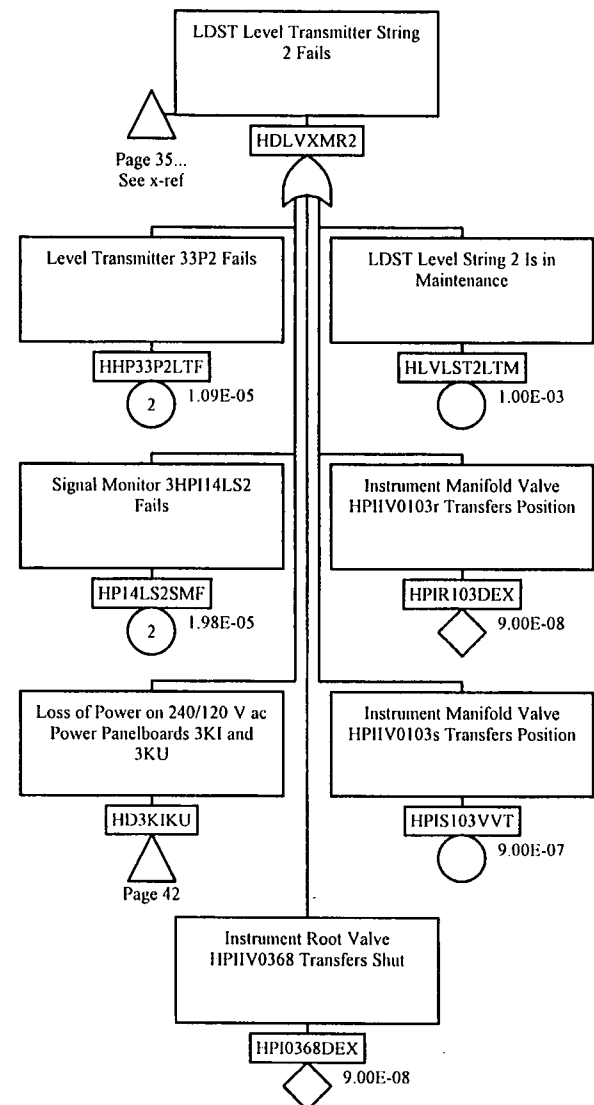 LDST Level Transmitter String
2 Fails
Page 35...
See x-ref
HDLVXMR2
Level Transmitter 33P2 Fails
HHP33P2LTF
2
1.09E-05
LDST Level String 2 Is in
Maintenance
HLVLST2LTM
1.00E-03
Signal Monitor 3HPI14LS2
Fails
HP14LS2SMF
2
1.98E-05
Instrument Manifold Valve
HPIIV0103r Transfers Position
HPIR103DEX
9.00E-08
Loss of Power on 240/120 V ac
Power Panelboards 3KI and
3KU
HD3KIKU
Page 42
Instrument Manifold Valve
HPIIV0103s Transfers Position
HPIS103VVT
9.00E-07
Instrument Root Valve
HPIIV0368 Transfers Shut
HPI0368DEX
9.00E-08